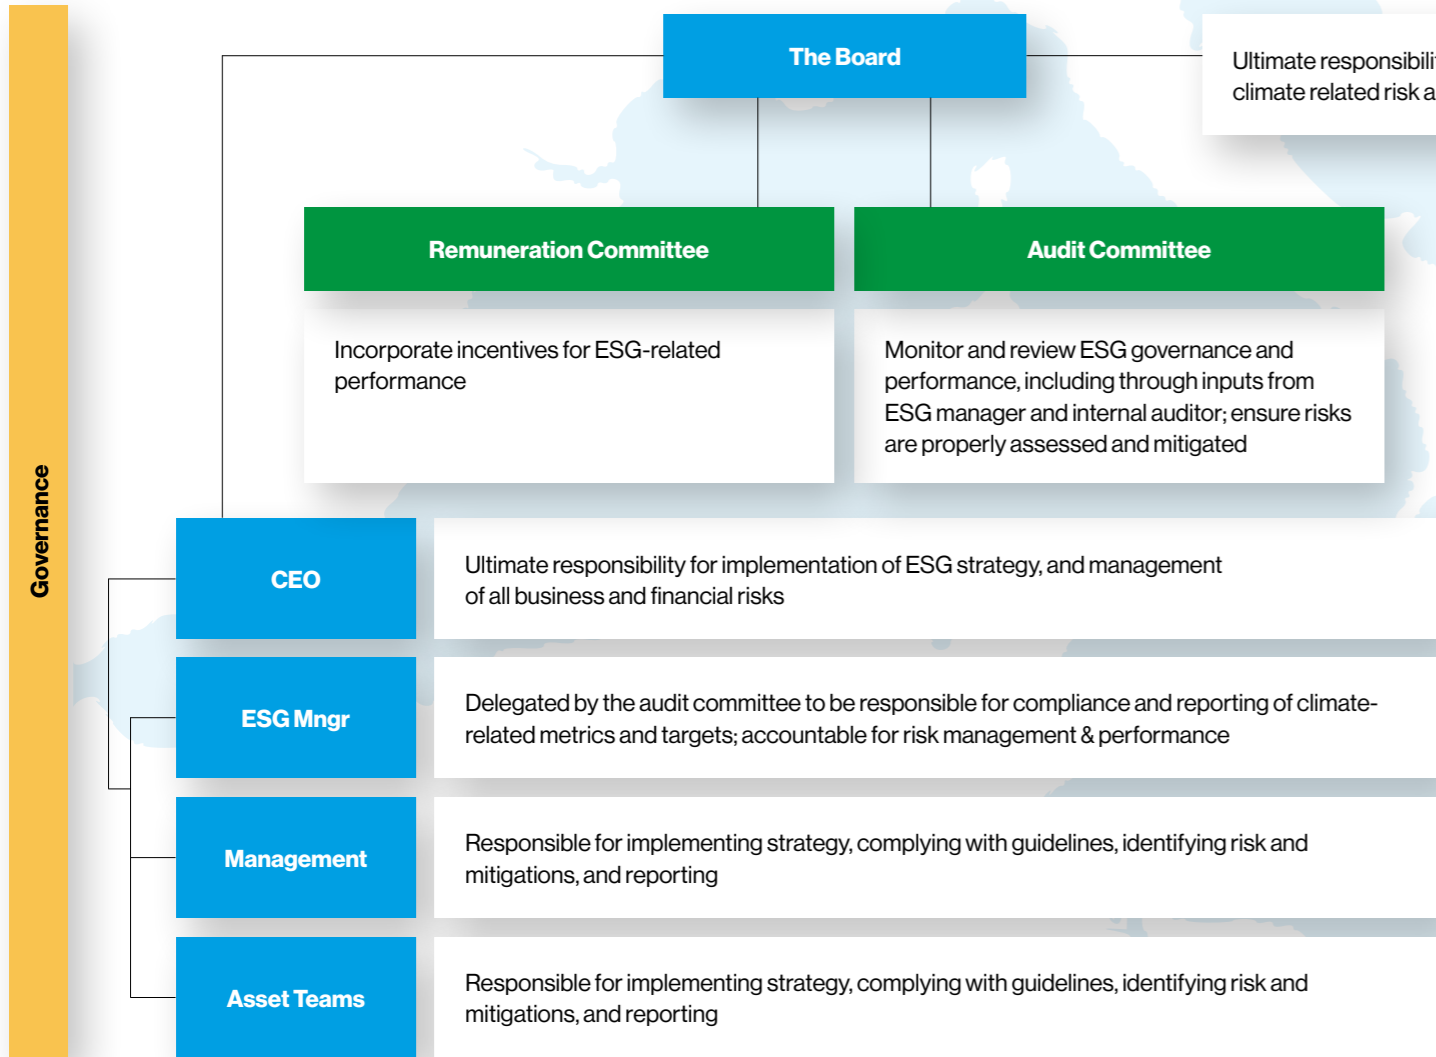 The Board
Ultimate
climate related risk
Remuneration Committee
Audit Committee
Incorporate incentives for ESG-related
performance
Monitor and review ESG governance and
performance, including through inputs from
ESG manager and internal auditor; ensure risks
are properly assessed and mitigated
Governance
CEO
Ultimate responsibility for implementation of ESG strategy, and management
of all business and financial risks
ESG Mngr
Delegated by the audit committee to be responsible for compliance and reporting of climate-
related metrics and targets; accountable for risk management & performance
Management
Responsible for implementing strategy, complying with guidelines, identifying risk and
mitigations, and reporting
Asset Teams
Responsible for implementing strategy, complying with guidelines, identifying risk and
mitigations, and reporting